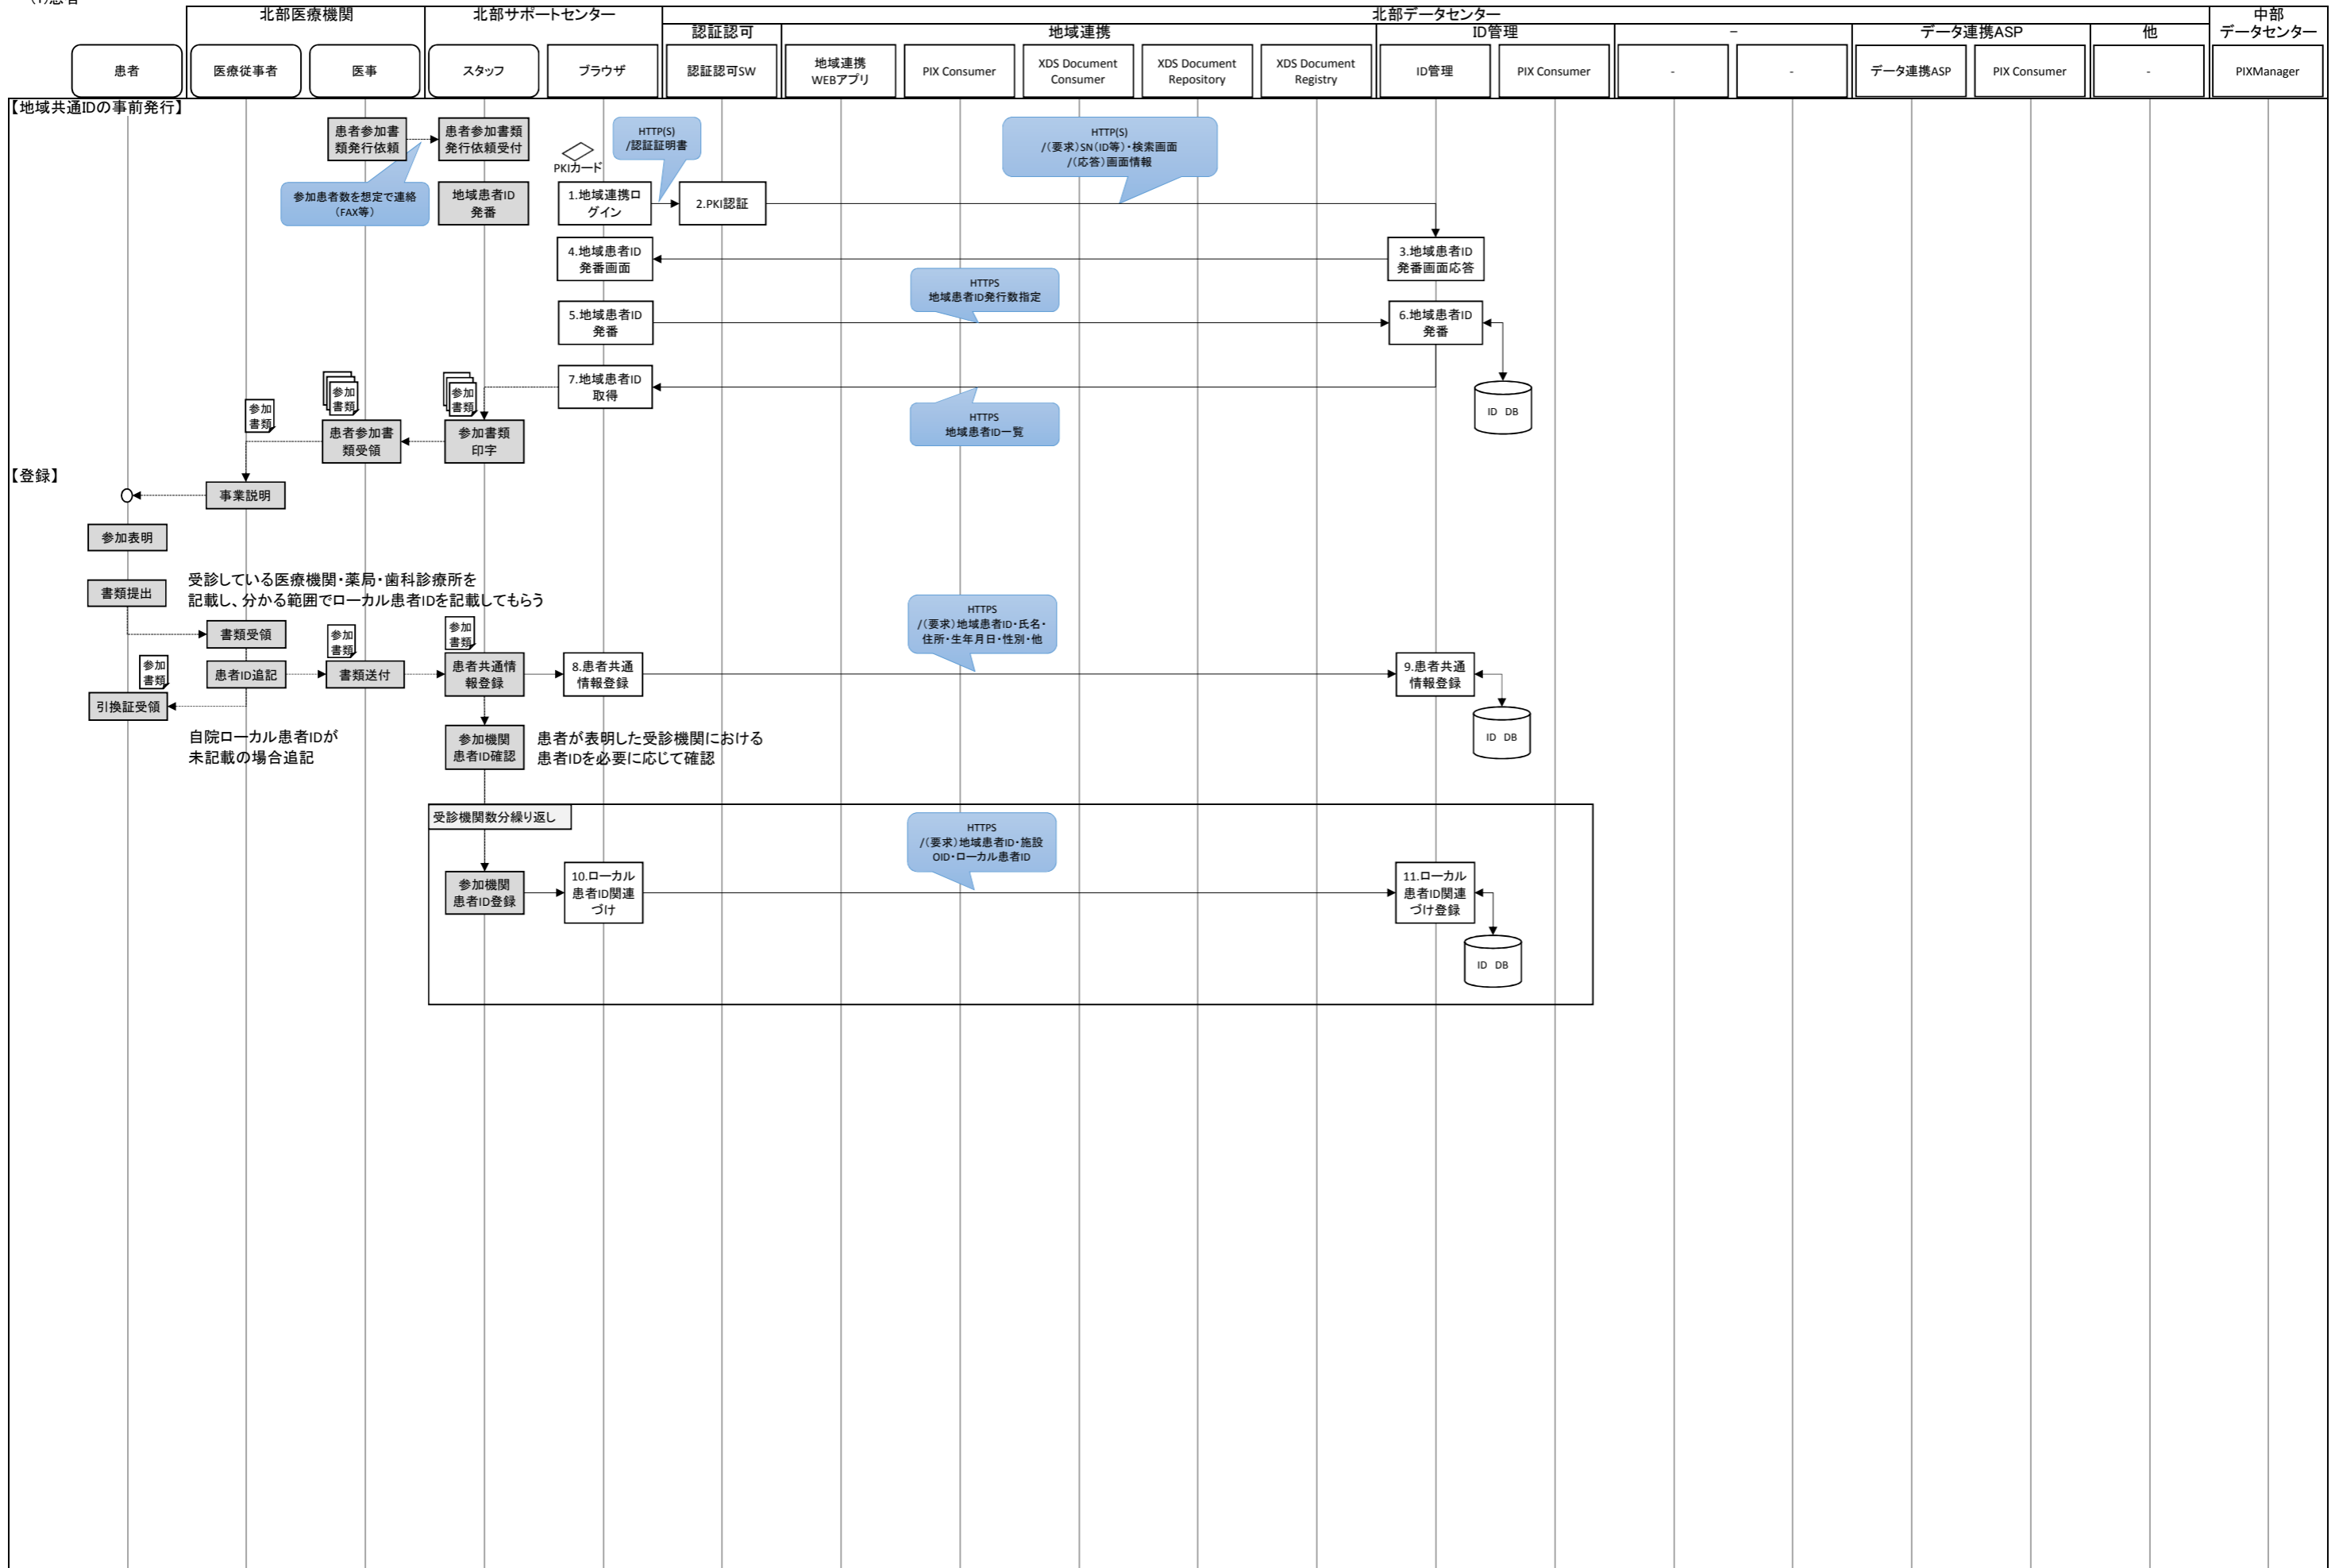 (1)患者
北部医療機関
北部サポートセンター
北部データセンター
中部
データセンター
認証認可
地域連携
ID管理
－
データ連携ASP
他
患者
医療従事者
医事
スタッフ
ブラウザ
認証認可SW
地域連携
WEBアプリ
PIX Consumer
XDS Document
Consumer
XDS Document
Repository
XDS Document
Registry
ID管理
PIX Consumer
-
-
データ連携ASP
PIX Consumer
-
PIXManager
【地域共通IDの事前発行】
患者参加書
類発行依頼
患者参加書類
発行依頼受付
PKIカード
HTTP(S)
/認証証明書
HTTP(S)
/(要求)SN(ID等)・検索画面
/(応答)画面情報
参加患者数を想定で連絡
(FAX等)
地域患者ID
発番
1.地域連携ロ
グイン
2.PKI認証
4.地域患者ID
発番画面
3.地域患者ID
発番画面応答
HTTPS
地域患者ID発行数指定
5.地域患者ID
発番
6.地域患者ID
発番
7.地域患者ID
取得
ID DB
HTTPS
地域患者ID一覧
参加
書類
参加
書類
参加
書類
患者参加書
類受領
参加書類
印字
【登録】
事業説明
参加表明
書類提出
受診している医療機関・薬局・歯科診療所を
記載し、分かる範囲でローカル患者IDを記載してもらう
書類受領
参加
書類
参加
書類
HTTPS
/(要求)地域患者ID・氏名・
住所・生年月日・性別・他
参加
書類
患者ID追記
書類送付
患者共通情
報登録
8.患者共通
情報登録
9.患者共通
情報登録
引換証受領
ID DB
自院ローカル患者IDが
未記載の場合追記
参加機関
患者ID確認
患者が表明した受診機関における
患者IDを必要に応じて確認
受診機関数分繰り返し
HTTPS
/(要求)地域患者ID・施設
OID・ローカル患者ID
参加機関
患者ID登録
10.ローカル
患者ID関連
づけ
11.ローカル
患者ID関連
づけ登録
ID DB